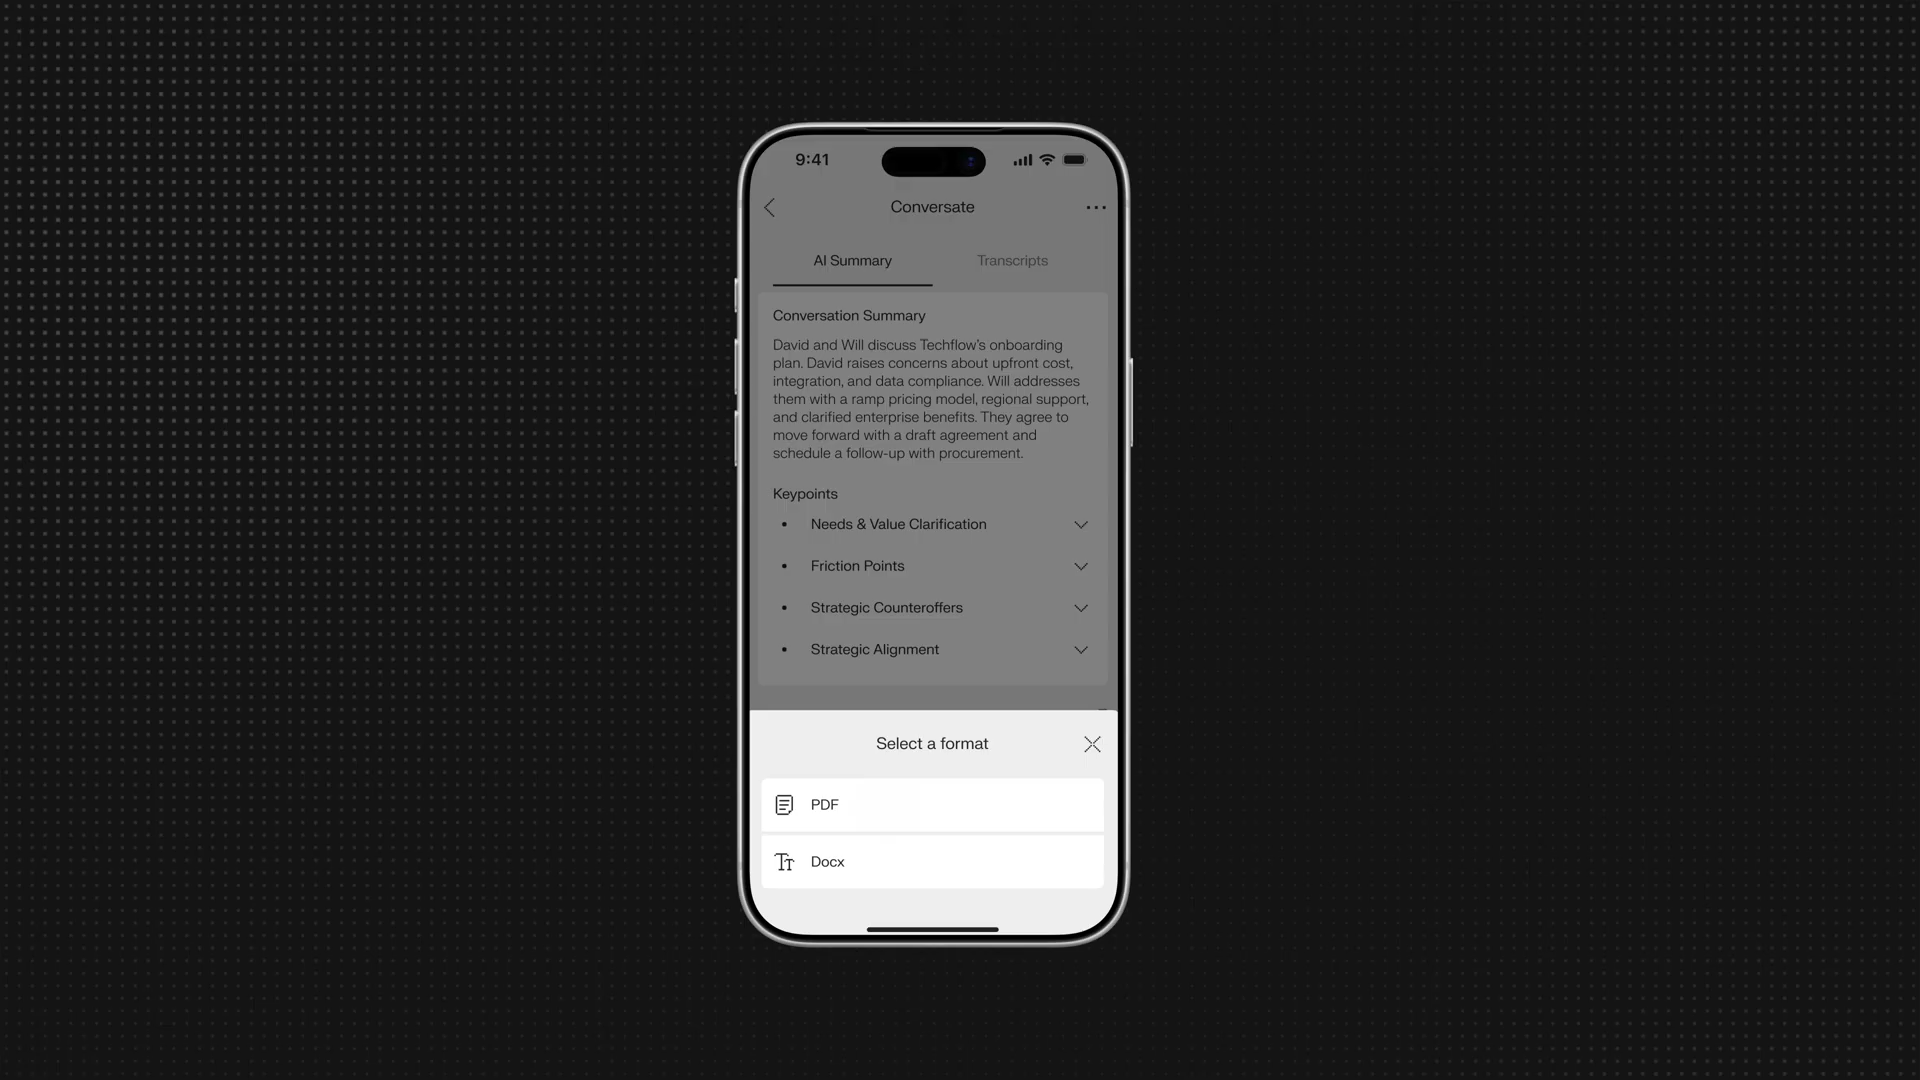 9:41
Conversate
AI Summary
Transcripts
Conversation Summary
David and Will discuss Techflow's onboarding
plan. David raises concerns about upfront cost,
integration, and data compliance. Will addresses
them with a ramp pricing model, regional support,
and clarified enterprise benefits. They agree to
move forward with a draft agreement and
schedule a follow-up with procurement.
Keypoints
• Needs & Value Clarification
• Friction Points
• Strategic Counteroffers
• Strategic Alignment
Select a format
PDF
Docx